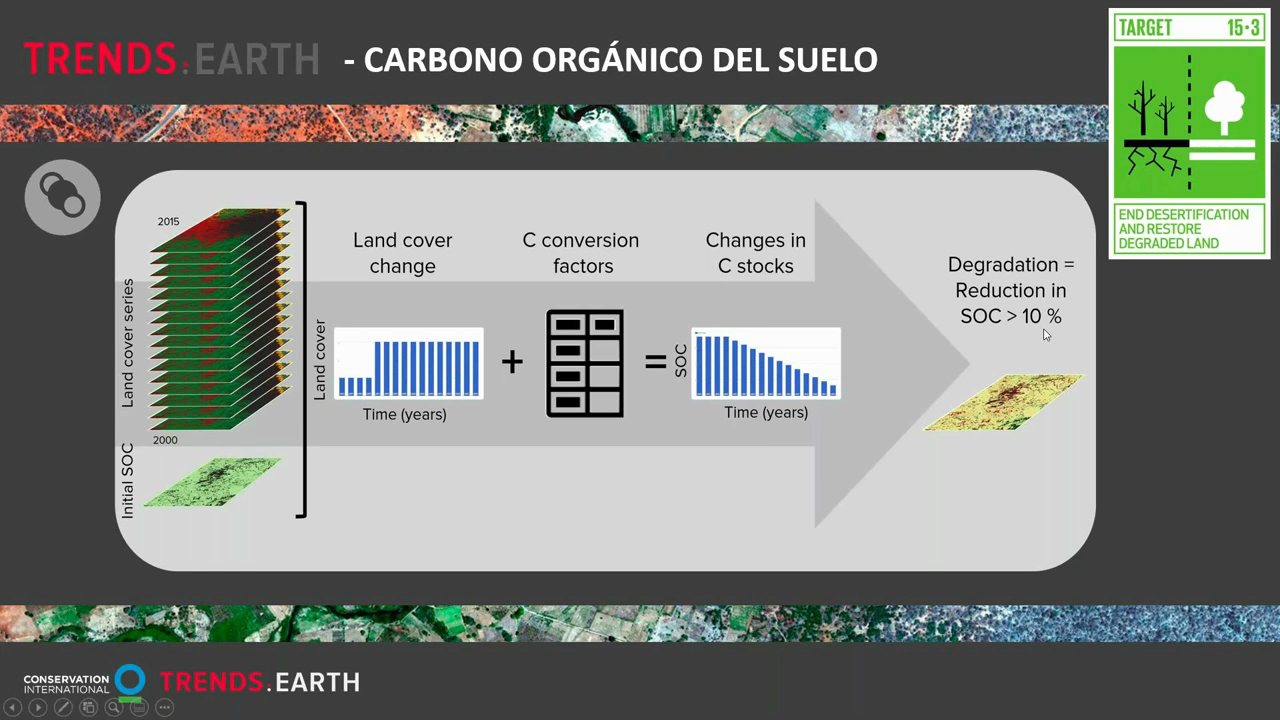 TRENDS.EARTH - CARBONO ORGÁNICO DEL SUELO
TARGET 15.3
END DESERTIFICATION
AND RESTORE
DEGRADED LAND
2015
Land cover series
2000
Initial SOC
Land cover
change
Land cover
Time (years)
+
C conversion
factors
=
Changes in
C stocks
SOC
Time (years)
Degradation =
Reduction in
SOC > 10 %
CONSERVATION
INTERNATIONAL
TRENDS.EARTH